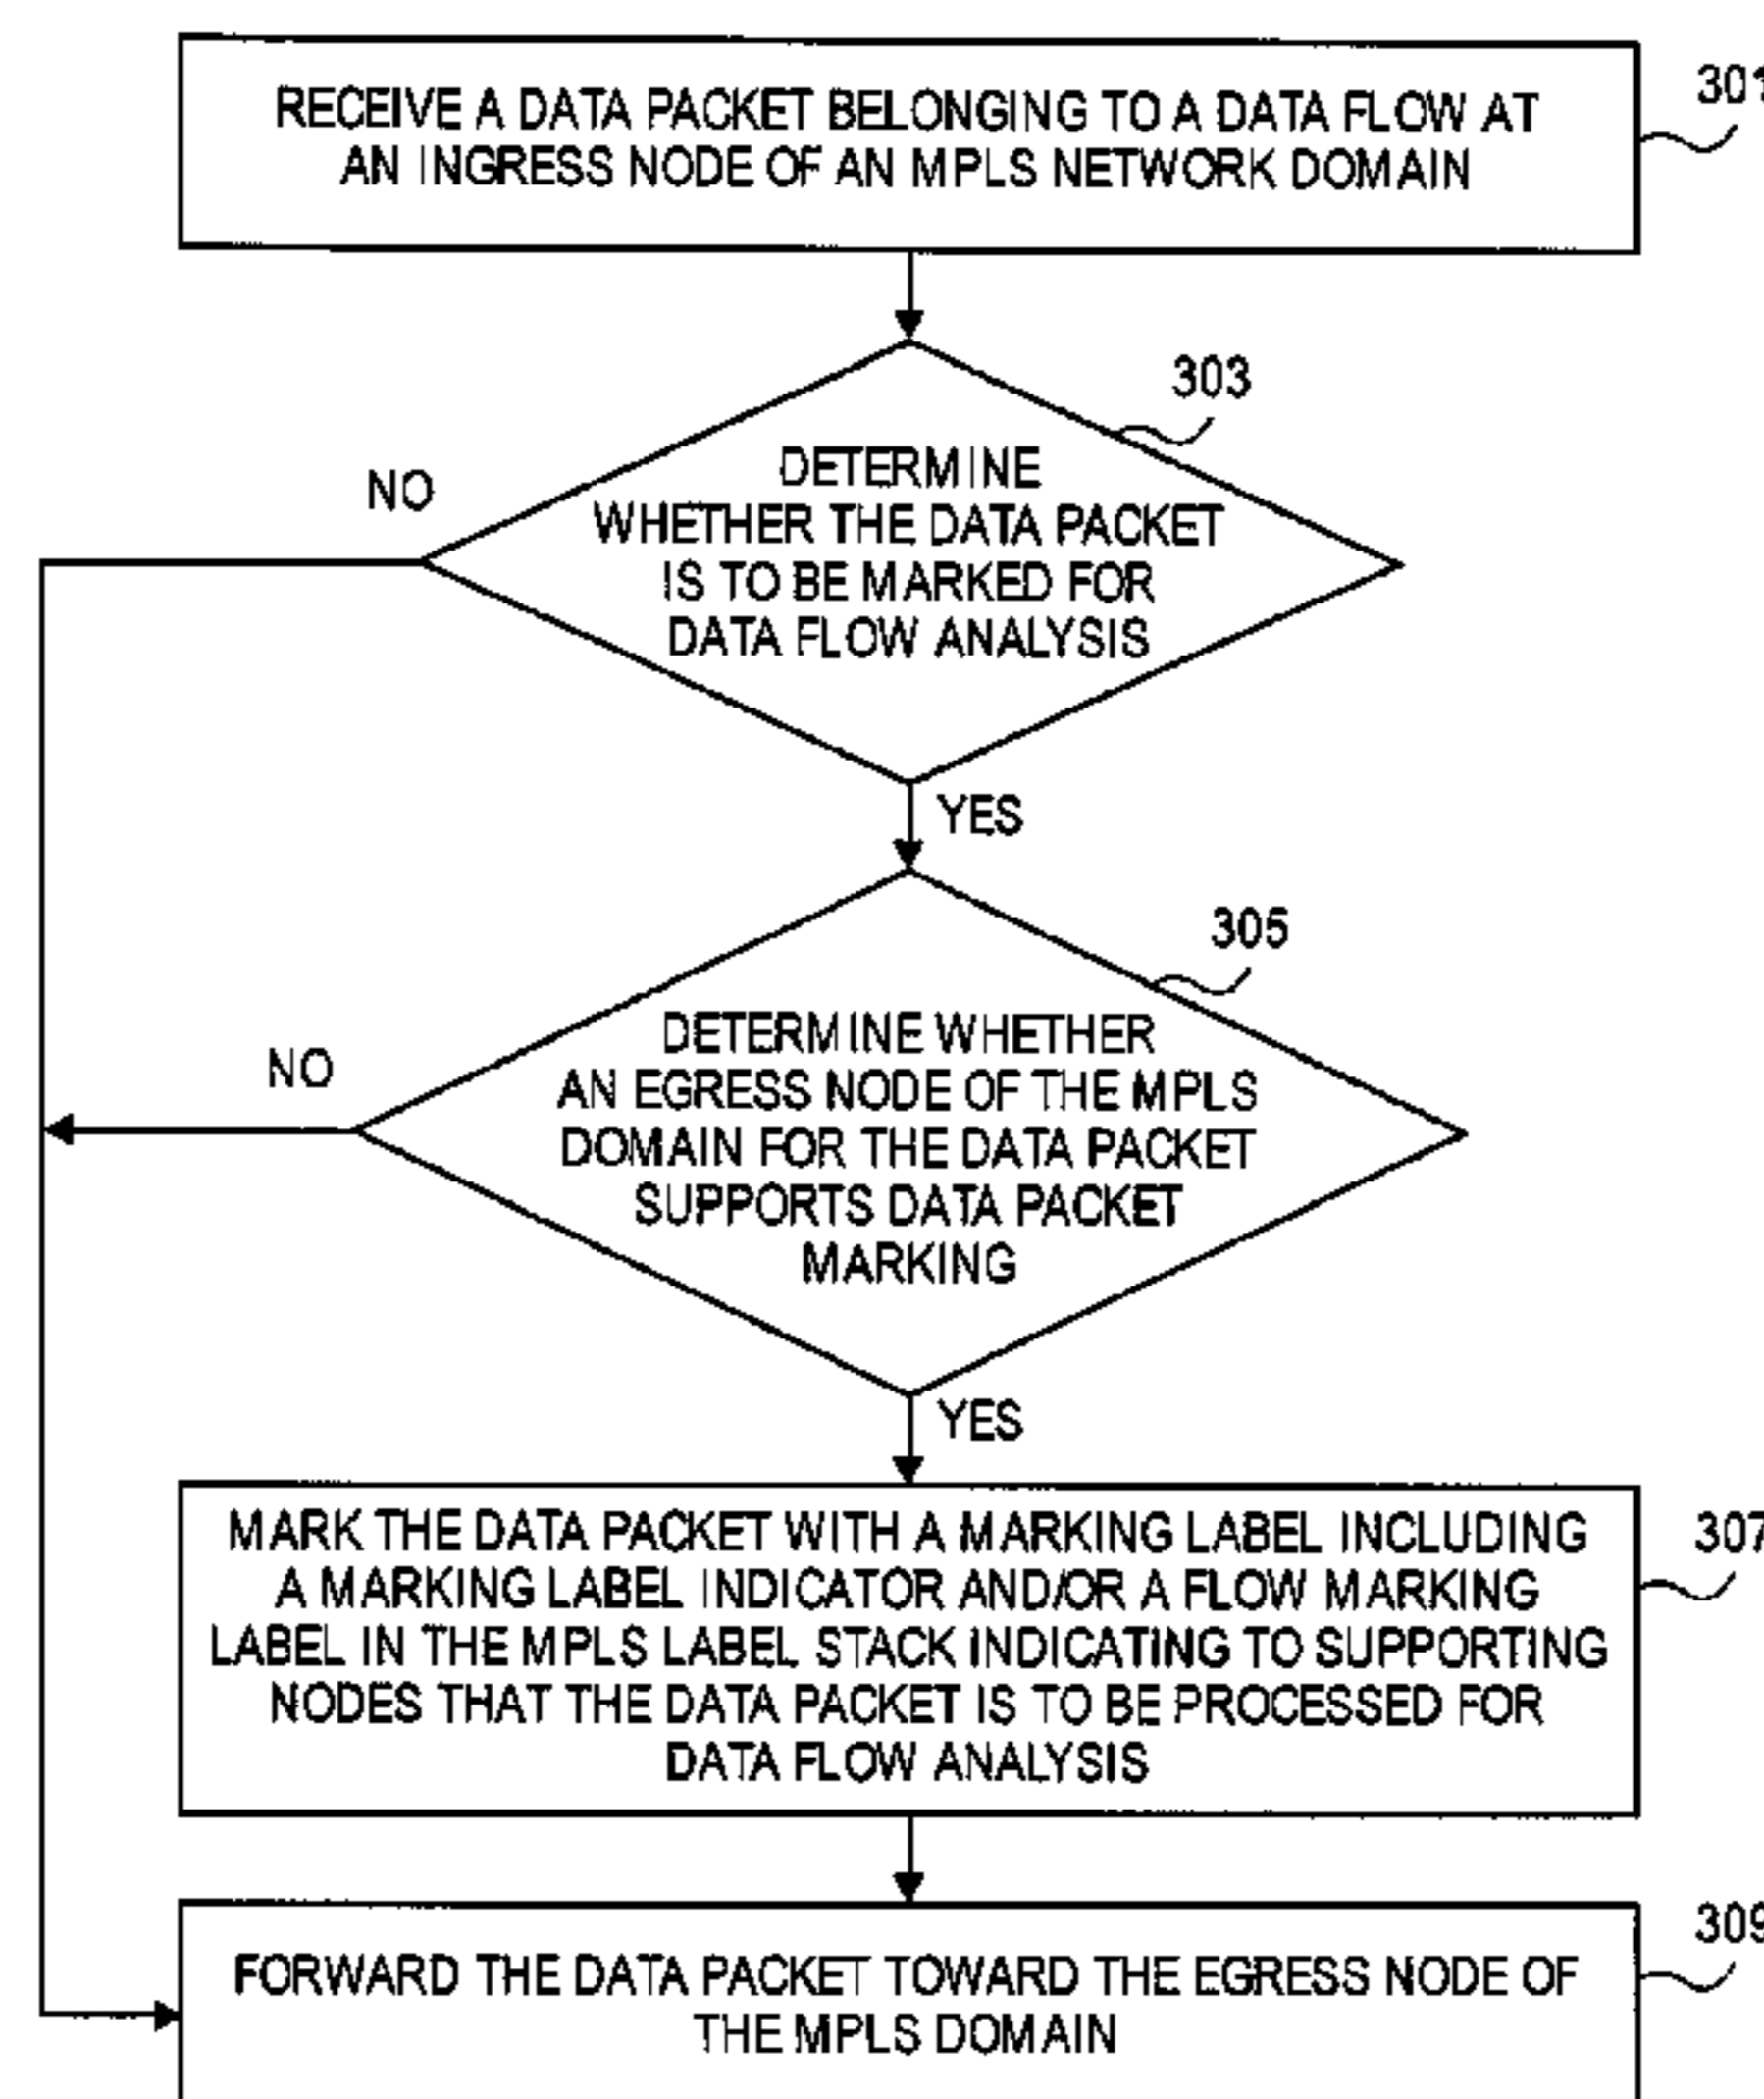 RECEIVE A DATA PACKET BELONGING TO A DATA FLOW AT
AN INGRESS NODE OF AN MPLS NETWORK DOMAIN
301
303
DETERMINE
WHETHER THE DATA PACKET
IS TO BE MARKED FOR
DATA FLOW ANALYSIS
NO
YES
305
DETERMINE WHETHER
AN EGRESS NODE OF THE MPLS
DOMAIN FOR THE DATA PACKET
SUPPORTS DATA PACKET
MARKING
NO
YES
MARK THE DATA PACKET WITH A MARKING LABEL INCLUDING
A MARKING LABEL INDICATOR AND/OR A FLOW MARKING
LABEL IN THE MPLS LABEL STACK INDICATING TO SUPPORTING
NODES THAT THE DATA PACKET IS TO BE PROCESSED FOR
DATA FLOW ANALYSIS
307
FORWARD THE DATA PACKET TOWARD THE EGRESS NODE OF
THE MPLS DOMAIN
309